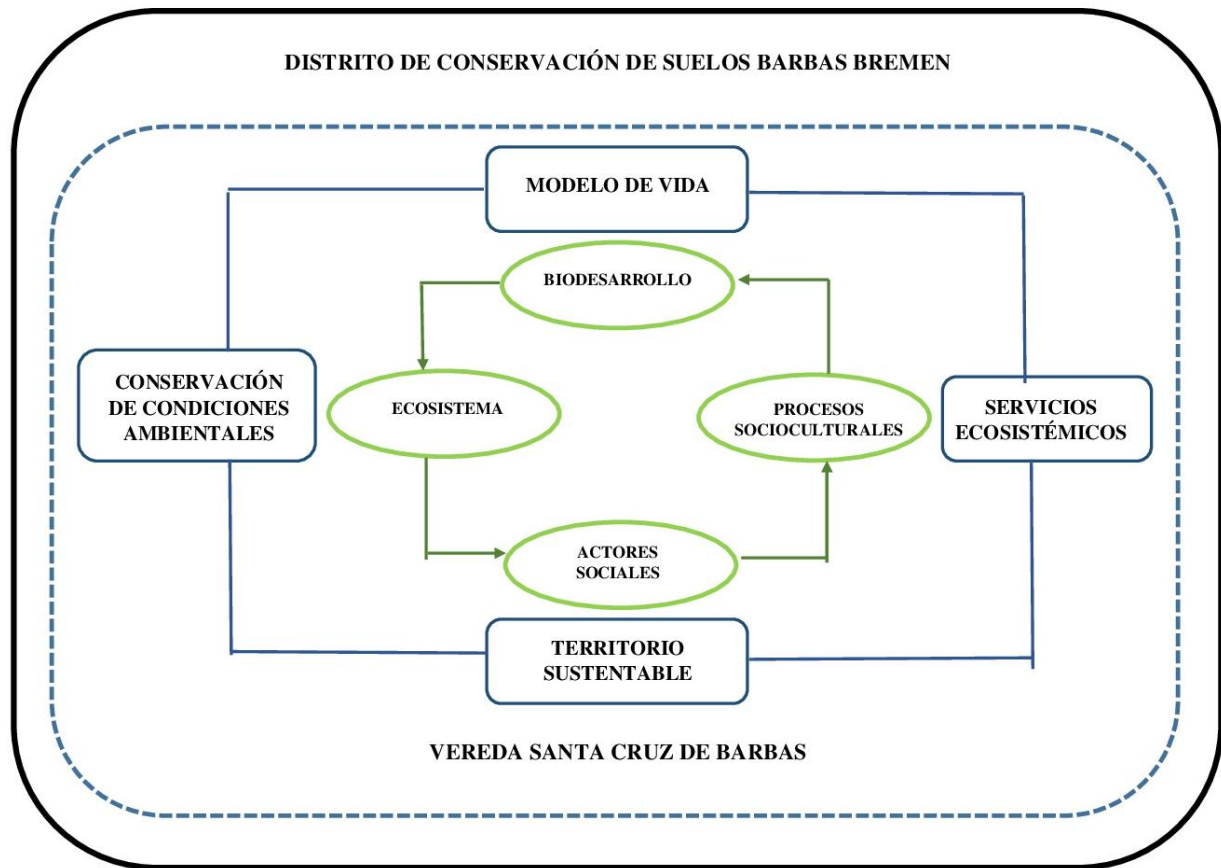 DISTRITO DE CONSERVACIÓN DE SUELOS BARBAS BREMEN
MODELO DE VIDA
BIODESARROLLO
CONSERVACIÓN
DE CONDICIONES
AMBIENTALES
ECOSISTEMA
PROCESOS
SOCIOCULTURALES
SERVICIOS
ECOSISTÉMICOS
ACTORES
SOCIALES
TERRITORIO
SUSTENTABLE
VEREDA SANTA CRUZ DE BARBAS